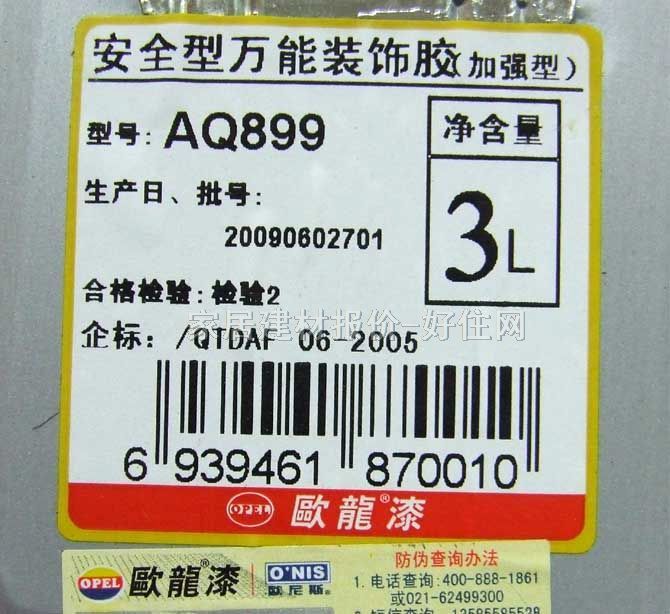 安全型万能装饰胶(加强型)
型号: AQ899
净含量
3L
生产日、批号:
20090602701
合格检验: 检验2
家居建材报价-好住网
企标: /QTDAF 06-2005
6 939461 870010
OPEL 歐龍®漆
OPEL 歐龍®漆 O'NIS 歐尼斯®
防伪查询办法
1. 电话查询:400-888-1861
或021-62499300